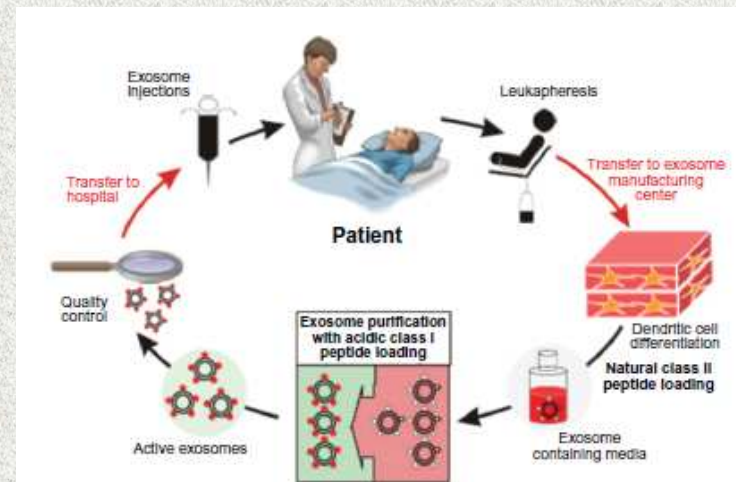 Exosome
Injections
Leukapheresis
Transfer to
hospital
Transfer to exosome
manufacturing
center
Patient
Quality
control
Dendritic cell
differentiation
Exosome purification
with acidic class I
peptide loading
Natural class II
peptide loading
Active exosomes
Exosome
containing media